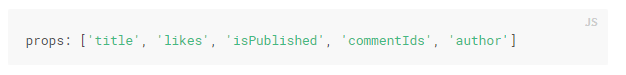 JS
props: ['title', 'likes', 'isPublished', 'commentIds', 'author']